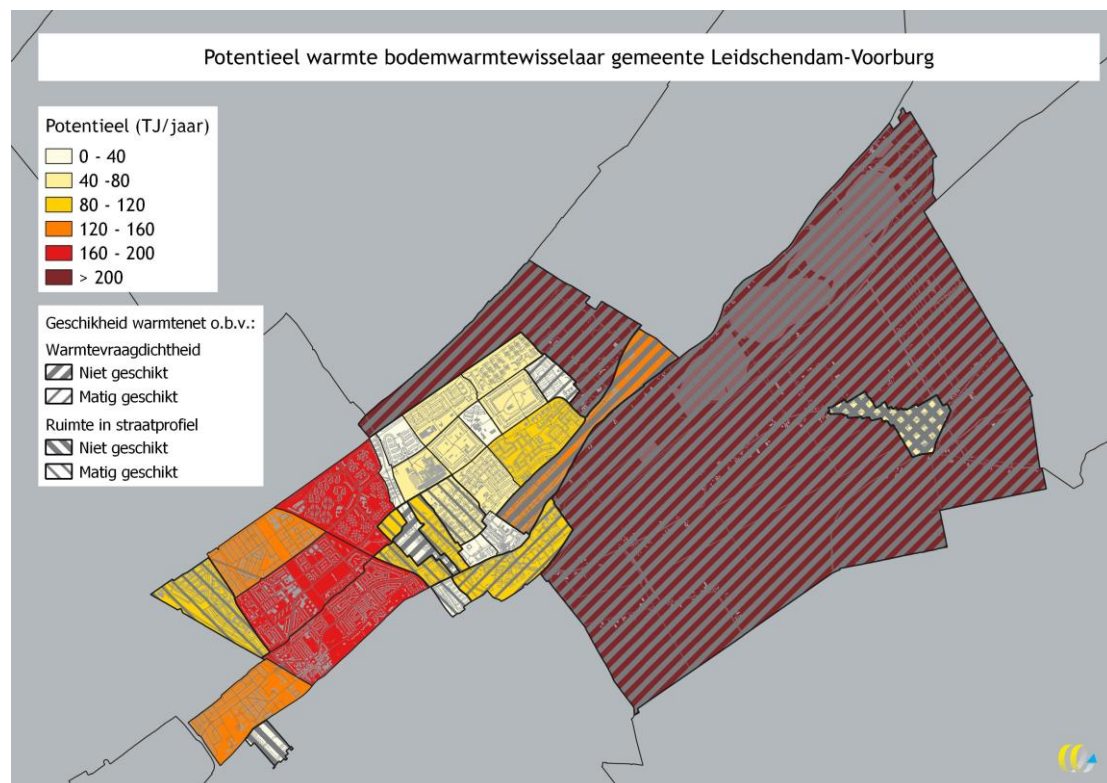 Potentieel warmte bodemwarmtewisselaar gemeente Leidschendam-Voorburg
Potentieel (TJ/jaar)
0 - 40
40 -80
80 - 120
120 - 160
160 - 200
> 200
Geschikheid warmtenet o.b.v.:
Warmtevraagdichtheid
Niet geschikt
Matig geschikt
Ruimte in straatprofiel
Niet geschikt
Matig geschikt